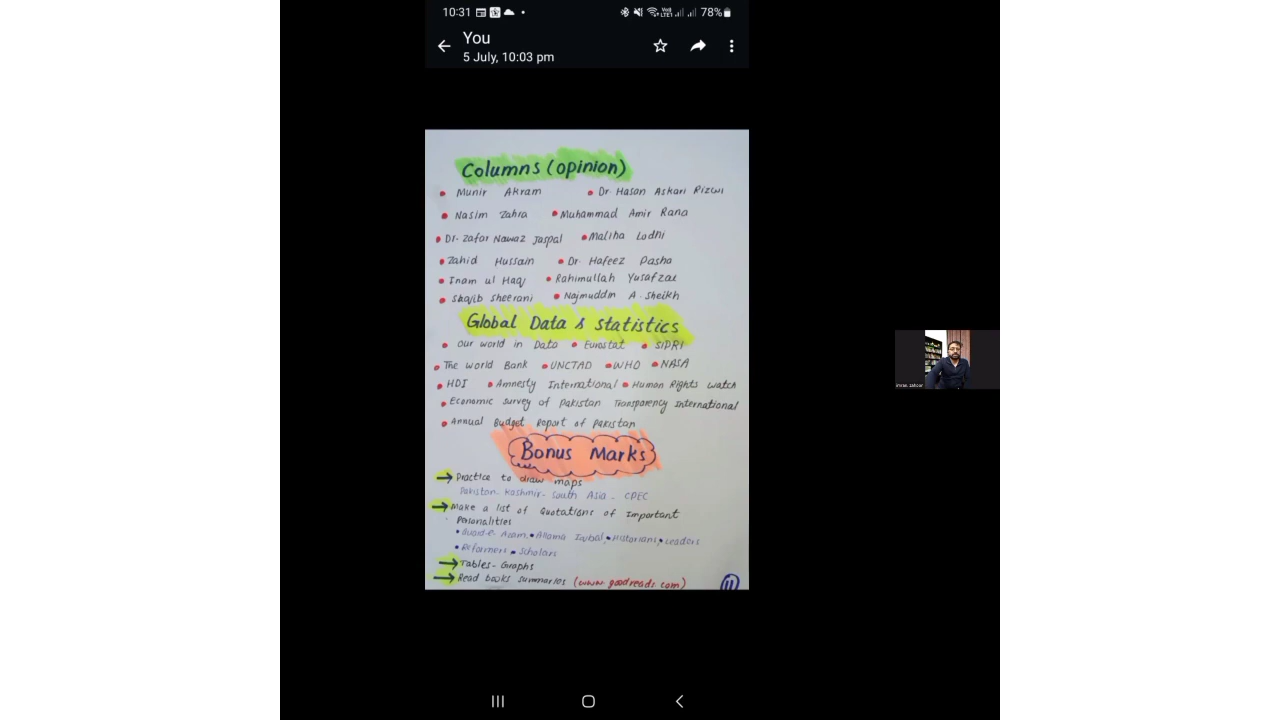 10:31 78%
You
5 July, 10:03 pm
Columns (opinion)
• Munir Akram • Dr. Hasan Askari Rizwi
• Nasim Zahra • Muhammad Amir Rana
• Dr. Zafar Nawaz Jaspal • Maliha Lodhi
• Zahid Hussain • Dr. Hafeez Pasha
• Inam ul Haq • Rahimullah Yusafzai
• Shajib Sheerani • Najmuddin A. Sheikh
Global Data & statistics
• Our world in Data • Eurostat • SIPRI
• The world Bank • UNCTAD • WHO • NASA
• HDI • Amnesty International • Human Rights watch
• Economic survey of Pakistan Transparency International
• Annual Budget Report of Pakistan
Bonus Marks
→ Practice to draw maps
Pakistan - Kashmir - South Asia - CPEC
→ Make a list of Quotations of Important
Personalities
• Quaid-e-Azam • Allama Iqbal • Historians • Leaders
• Reformers • Scholars
→ Tables - Graphs
→ Read books summaries (www.goodreads.com)
11
imran zahoor